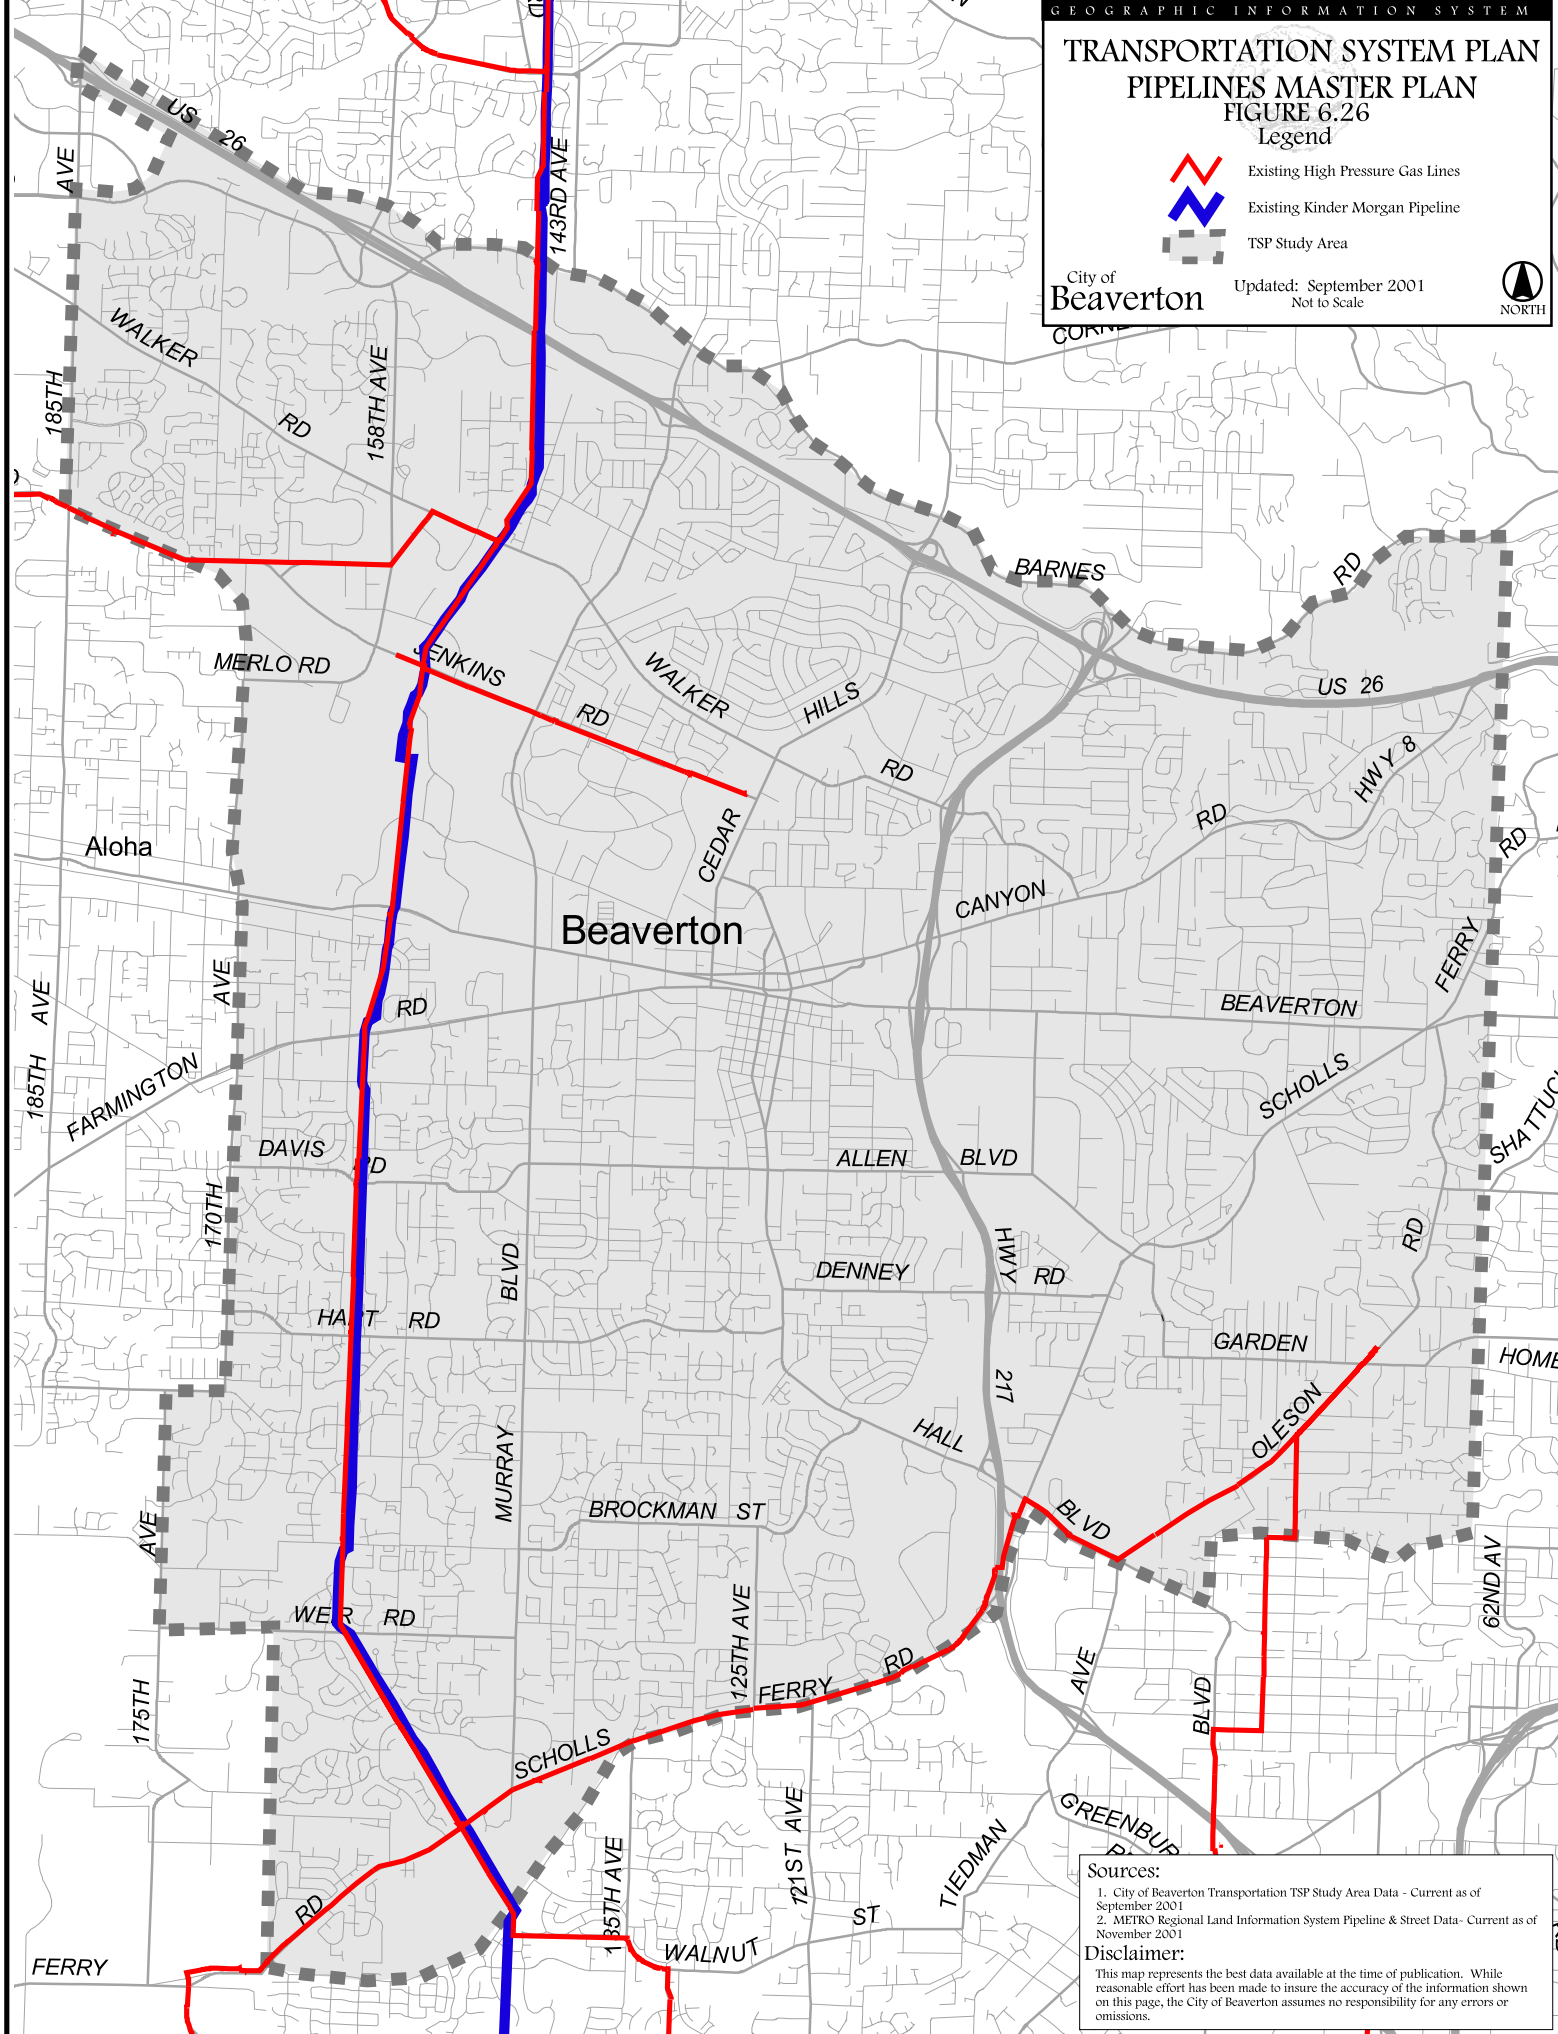 GEOGRAPHIC INFORMATION SYSTEM
TRANSPORTATION SYSTEM PLAN
PIPELINES MASTER PLAN
FIGURE 6.26
Legend
Existing High Pressure Gas Lines
Existing Kinder Morgan Pipeline
TSP Study Area
City of
Beaverton
Updated: September 2001
Not to Scale
NORTH
US 26
AVE
143RD AVE
WALKER
RD
158TH AVE
185TH
BARNES
RD
MERLO RD
JENKINS
RD
WALKER
HILLS
RD
US 26
HWY 8
RD
RD
CEDAR
Aloha
CANYON
Beaverton
FERRY
AVE
AVE
RD
BEAVERTON
185TH
FARMINGTON
SCHOLLS
DAVIS
RD
ALLEN
BLVD
170TH
RD
BLVD
DENNEY
HWY
RD
HART
RD
GARDEN
217
OLESON
HALL
MURRAY
BROCKMAN ST
BLVD
AVE
62ND AV
WEIR
RD
125TH AVE
FERRY
RD
AVE
BLVD
175TH
SCHOLLS
135TH AVE
121ST AVE
TIEDMAN
RD
ST
FERRY
WALNUT
Sources:
1. City of Beaverton Transportation TSP Study Area Data - Current as of
September 2001
2. METRO Regional Land Information System Pipeline & Street Data- Current as of
November 2001
Disclaimer:
This map represents the best data available at the time of publication. While
reasonable effort has been made to insure the accuracy of the information shown
on this page, the City of Beaverton assumes no responsibility for any errors or
omissions.